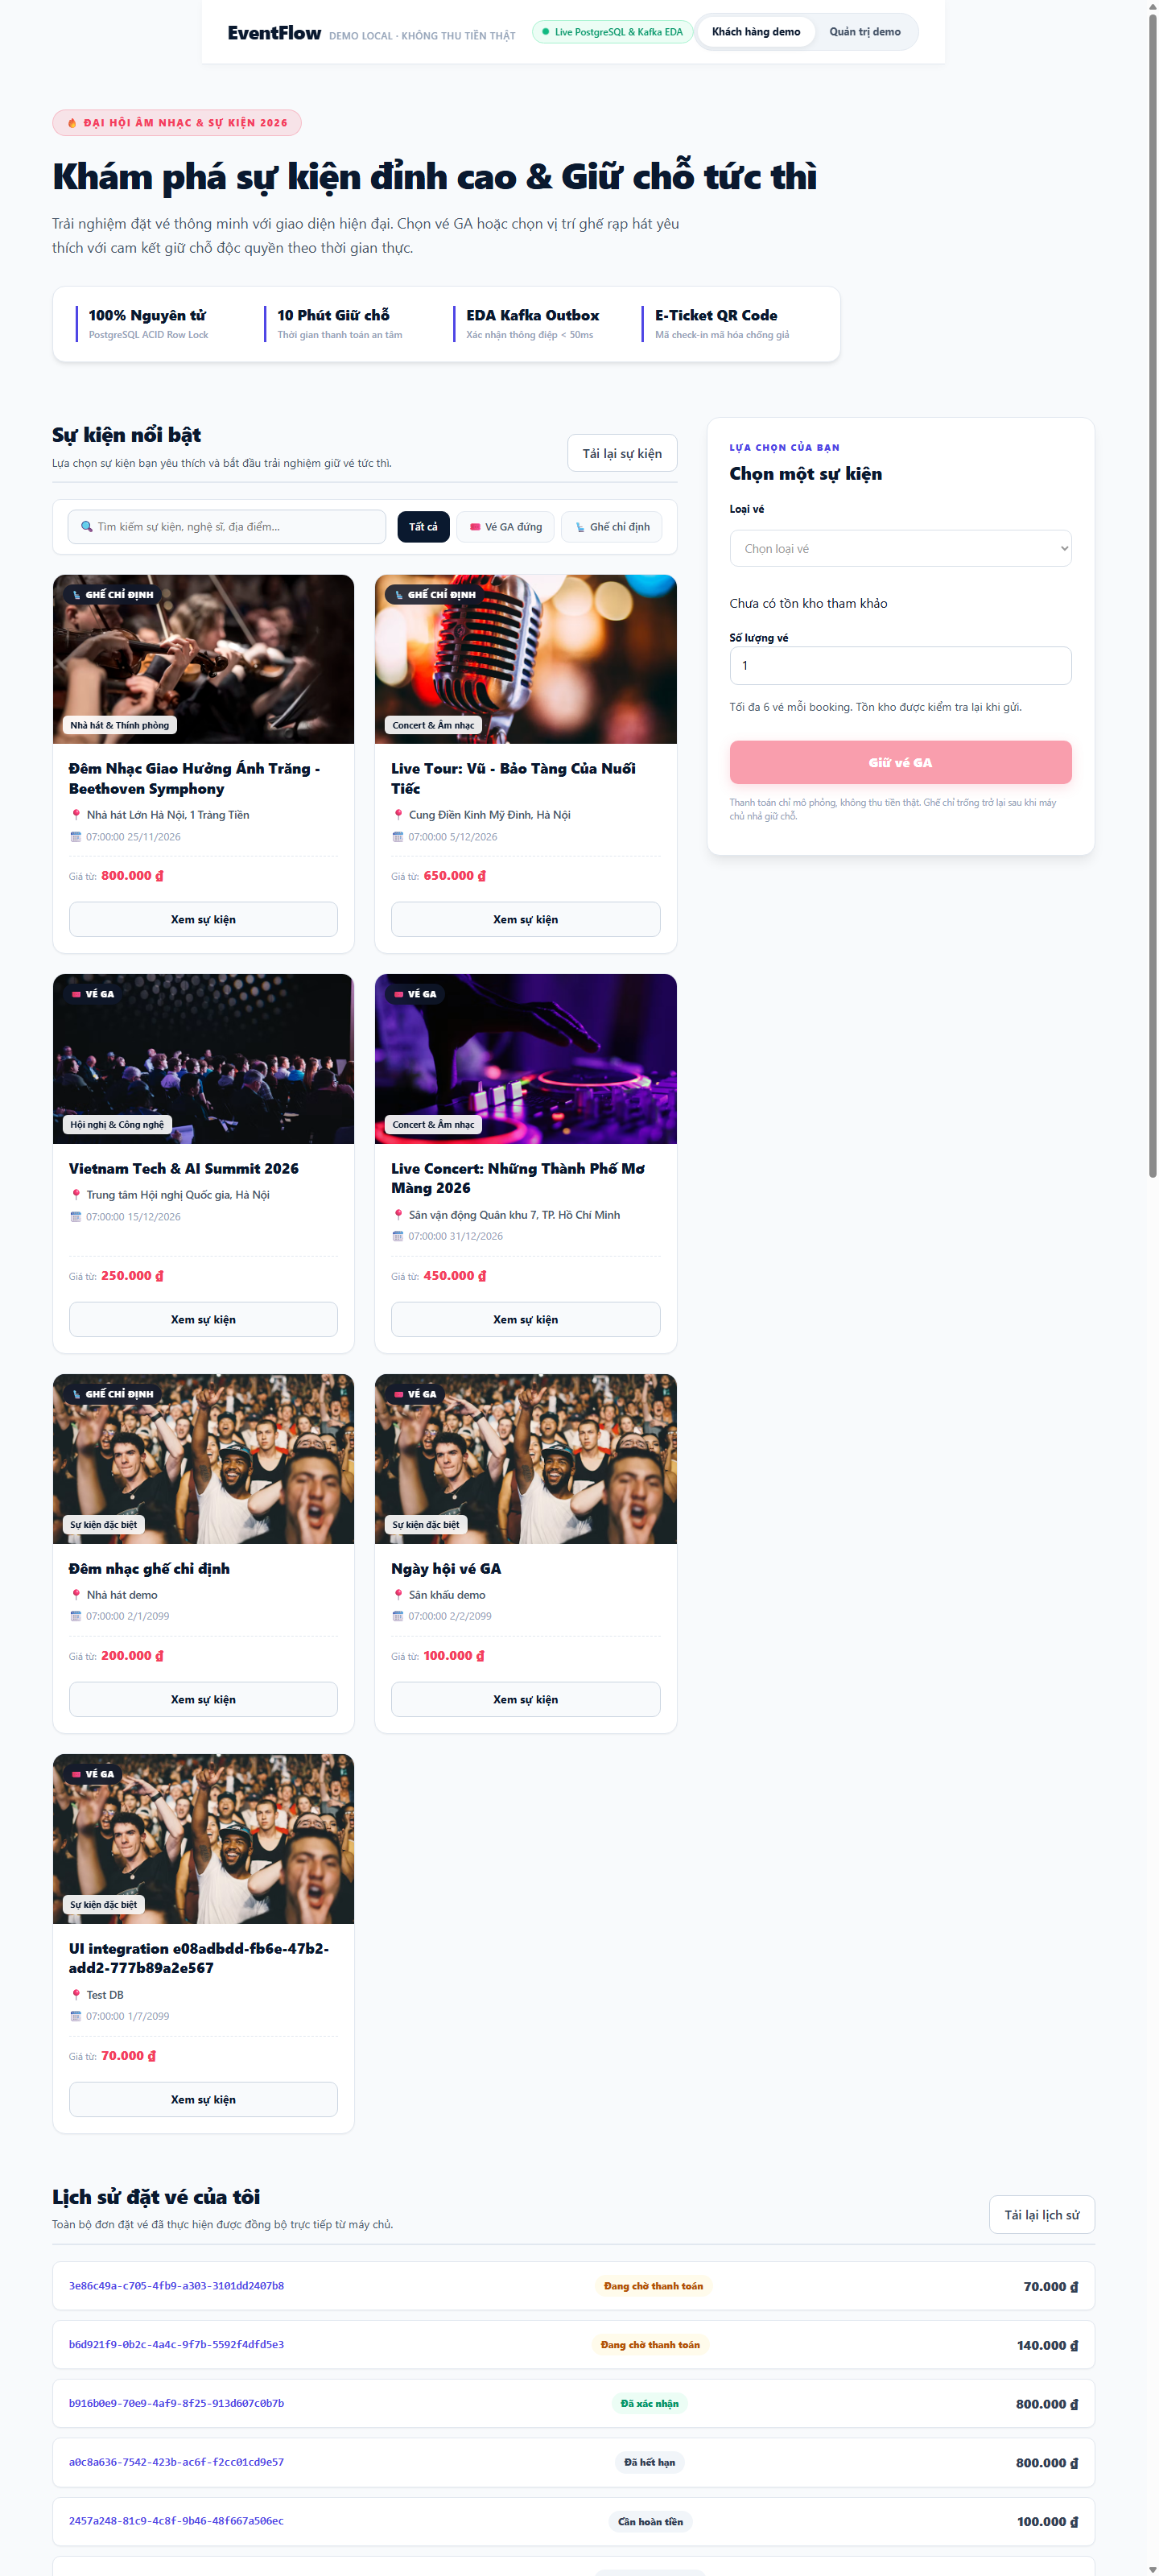 EventFlow DEMO LOCAL · KHÔNG THU TIỀN THẬT
Live PostgreSQL & Kafka EDA
Khách hàng demo
Quản trị demo
ĐẠI HỘI ÂM NHẠC & SỰ KIỆN 2026
Khám phá sự kiện đỉnh cao & Giữ chỗ tức thì
Trải nghiệm đặt vé thông minh với giao diện hiện đại. Chọn vé GA hoặc chọn vị trí ghế rạp hát yêu
thích với cam kết giữ chỗ độc quyền theo thời gian thực.
100% Nguyên tử
PostgreSQL ACID Row Lock
10 Phút Giữ chỗ
Thời gian thanh toán an tâm
EDA Kafka Outbox
Xác nhận thông điệp < 50ms
E-Ticket QR Code
Mã check-in mã hóa chống giả
Sự kiện nổi bật
Lựa chọn sự kiện bạn yêu thích và bắt đầu trải nghiệm giữ vé tức thì.
Tải lại sự kiện
Tìm kiếm sự kiện, nghệ sĩ, địa điểm...
Tất cả
Vé GA đứng
Ghế chỉ định
GHẾ CHỈ ĐỊNH
Nhà hát & Thính phòng
Đêm Nhạc Giao Hưởng Ánh Trăng -
Beethoven Symphony
Nhà hát Lớn Hà Nội, 1 Tràng Tiền
07:00:00 25/11/2026
Giá từ: 800.000 ₫
Xem sự kiện
GHẾ CHỈ ĐỊNH
Concert & Âm nhạc
Live Tour: Vũ - Bảo Tàng Của Nuối
Tiếc
Cung Điền Kinh Mỹ Đình, Hà Nội
07:00:00 5/12/2026
Giá từ: 650.000 ₫
Xem sự kiện
VÉ GA
Hội nghị & Công nghệ
Vietnam Tech & AI Summit 2026
Trung tâm Hội nghị Quốc gia, Hà Nội
07:00:00 15/12/2026
Giá từ: 250.000 ₫
Xem sự kiện
VÉ GA
Concert & Âm nhạc
Live Concert: Những Thành Phố Mơ
Màng 2026
Sân vận động Quân khu 7, TP. Hồ Chí Minh
07:00:00 31/12/2026
Giá từ: 450.000 ₫
Xem sự kiện
GHẾ CHỈ ĐỊNH
Sự kiện đặc biệt
Đêm nhạc ghế chỉ định
Nhà hát demo
07:00:00 2/1/2099
Giá từ: 200.000 ₫
Xem sự kiện
VÉ GA
Sự kiện đặc biệt
Ngày hội vé GA
Sân khấu demo
07:00:00 2/2/2099
Giá từ: 100.000 ₫
Xem sự kiện
VÉ GA
Sự kiện đặc biệt
UI integration e08adbdd-fb6e-47b2-
add2-777b89a2e567
Test DB
07:00:00 1/7/2099
Giá từ: 70.000 ₫
Xem sự kiện
LỰA CHỌN CỦA BẠN
Chọn một sự kiện
Loại vé
Chọn loại vé
Chưa có tồn kho tham khảo
Số lượng vé
1
Tối đa 6 vé mỗi booking. Tồn kho được kiểm tra lại khi gửi.
Giữ vé GA
Thanh toán chỉ mô phỏng, không thu tiền thật. Ghế chỉ trống trở lại sau khi máy
chủ nhả giữ chỗ.
Lịch sử đặt vé của tôi
Toàn bộ đơn đặt vé đã thực hiện được đồng bộ trực tiếp từ máy chủ.
Tải lại lịch sử
3e86c49a-c705-4fb9-a303-3101dd2407b8 Đang chờ thanh toán 70.000 ₫
b6d921f9-0b2c-4a4c-9f7b-5592f4dfd5e3 Đang chờ thanh toán 140.000 ₫
b916b0e9-70e9-4af9-8f25-913d607c0b7b Đã xác nhận 800.000 ₫
a0c8a636-7542-423b-ac6f-f2cc01cd9e57 Đã hết hạn 800.000 ₫
2457a248-81c9-4c8f-9b46-48f667a506ec Cần hoàn tiền 100.000 ₫